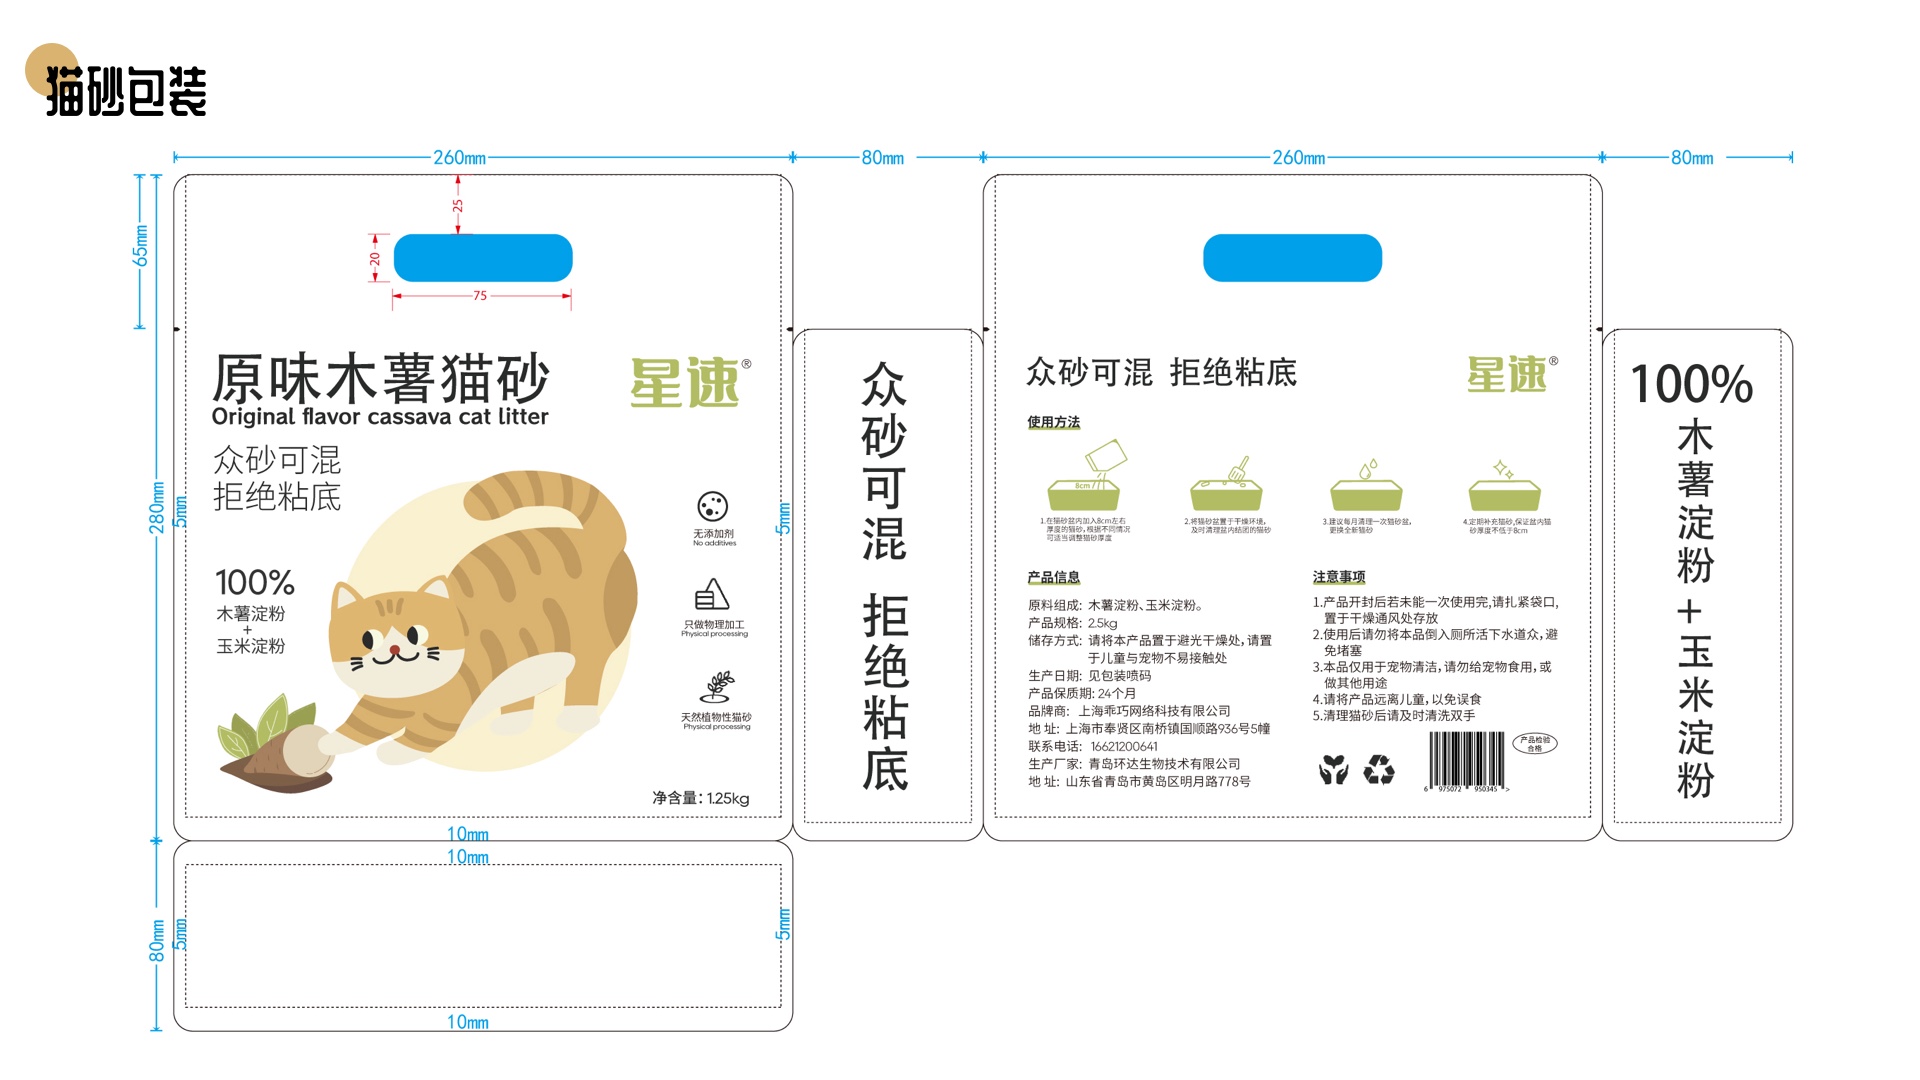 猫砂包装
260mm
80mm
260mm
80mm
65mm
280mm
25
20
75
5mm
5mm
原味木薯猫砂
Original flavor cassava cat litter
星速®
众砂可混
拒绝粘底
100%
木薯淀粉
+
玉米淀粉
无添加剂
No additives
只做物理加工
Physical processing
天然植物性猫砂
Physical processing
净含量：1.25kg
10mm
10mm
80mm
5mm
5mm
10mm
众砂可混 拒绝粘底
众砂可混 拒绝粘底
星速®
使用方法
8cm
1.在猫砂盆内加入8cm左右
厚度的猫砂,根据不同情况
可适当调整猫砂厚度
2.将猫砂盆置于干燥环境,
及时清理盆内结团的猫砂
3.建议每月清理一次猫砂盆,
更换全新猫砂
4.定期补充猫砂,保证盆内猫
砂厚度不低于8cm
产品信息
原料组成: 木薯淀粉、玉米淀粉。
产品规格: 2.5kg
储存方式: 请将本产品置于避光干燥处,请置
于儿童与宠物不易接触处
生产日期: 见包装喷码
产品保质期: 24个月
品牌商: 上海乖巧网络科技有限公司
地 址: 上海市奉贤区南桥镇国顺路936号5幢
联系电话: 16621200641
生产厂家: 青岛环达生物技术有限公司
地 址: 山东省青岛市黄岛区明月路778号
注意事项
1.产品开封后若未能一次使用完,请扎紧袋口,
置于干燥通风处存放
2.使用后请勿将本品倒入厕所活下水道众,避
免堵塞
3.本品仅用于宠物清洁,请勿给宠物食用,或
做其他用途
4.请将产品远离儿童,以免误食
5.清理猫砂后请及时清洗双手
6 975072 950345 >
产品检验
合格
100%
木薯淀粉+玉米淀粉